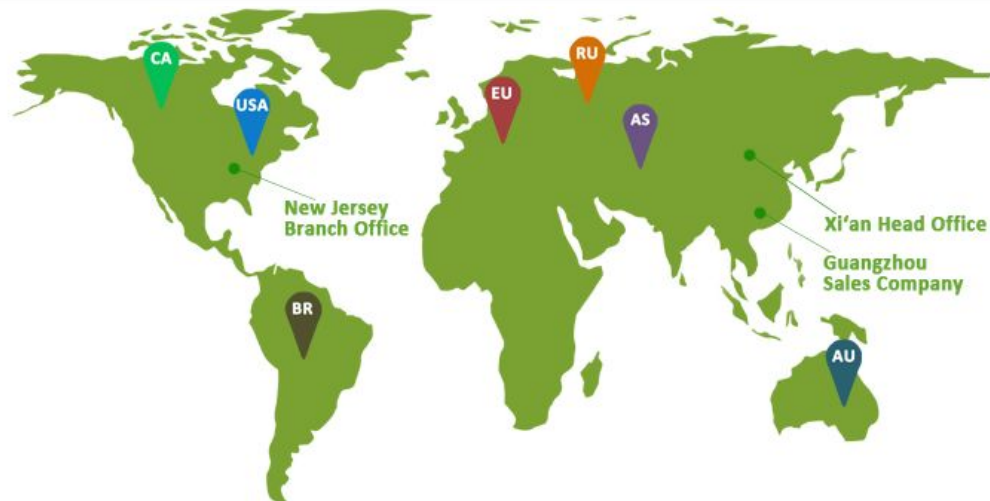 CA
RU
USA
EU
AS
New Jersey
Branch Office
Xi‘an Head Office
Guangzhou
Sales Company
BR
AU